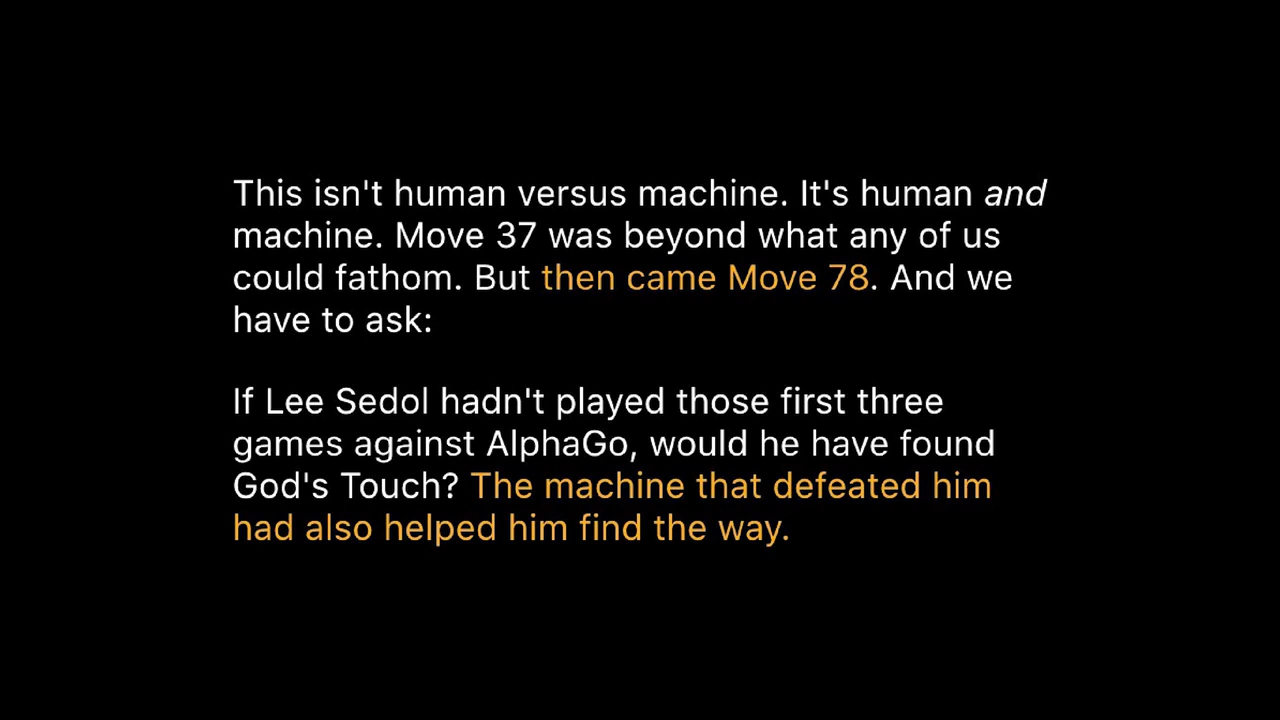 This isn't human versus machine. It's human and
machine. Move 37 was beyond what any of us
could fathom. But then came Move 78. And we
have to ask:
If Lee Sedol hadn't played those first three
games against AlphaGo, would he have found
God's Touch? The machine that defeated him
had also helped him find the way.